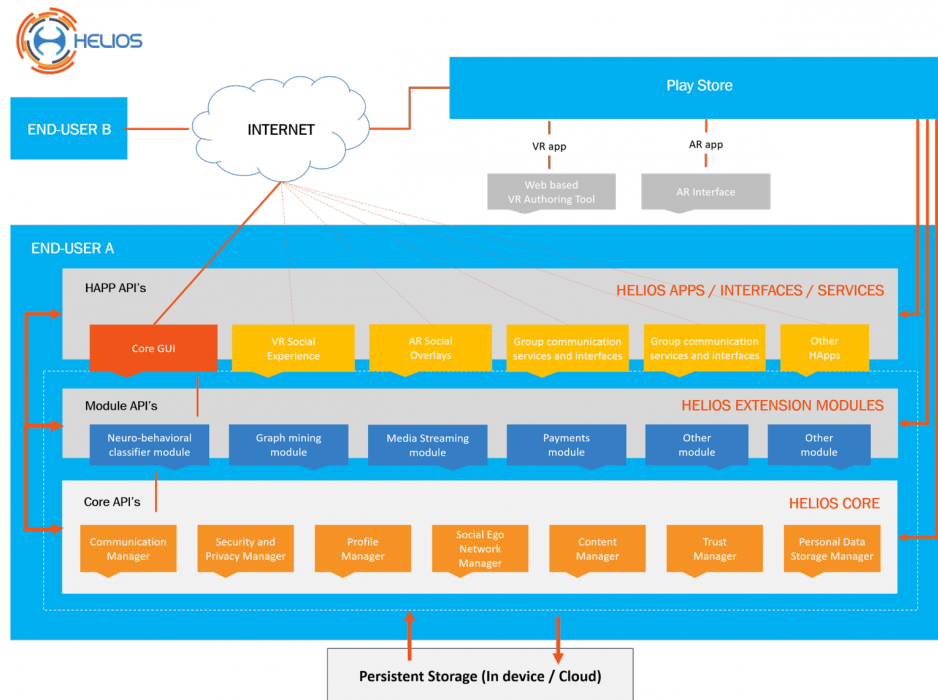 HELIOS
Play Store
END-USER B
INTERNET
VR app
AR app
Web based
VR Authoring Tool
AR Interface
END-USER A
HAPP API's
HELIOS APPS / INTERFACES / SERVICES
Core GUI
VR Social
Experience
AR Social
Overlays
Group communication
services and interfaces
Group communication
services and interfaces
Other
HApps
Module API's
HELIOS EXTENSION MODULES
Neuro-behavioral
classifier module
Graph mining
module
Media Streaming
module
Payments
module
Other
module
Other
module
Core API's
HELIOS CORE
Communication
Manager
Security and
Privacy Manager
Profile
Manager
Social Ego
Network
Manager
Content
Manager
Trust
Manager
Personal Data
Storage Manager
Persistent Storage (In device / Cloud)